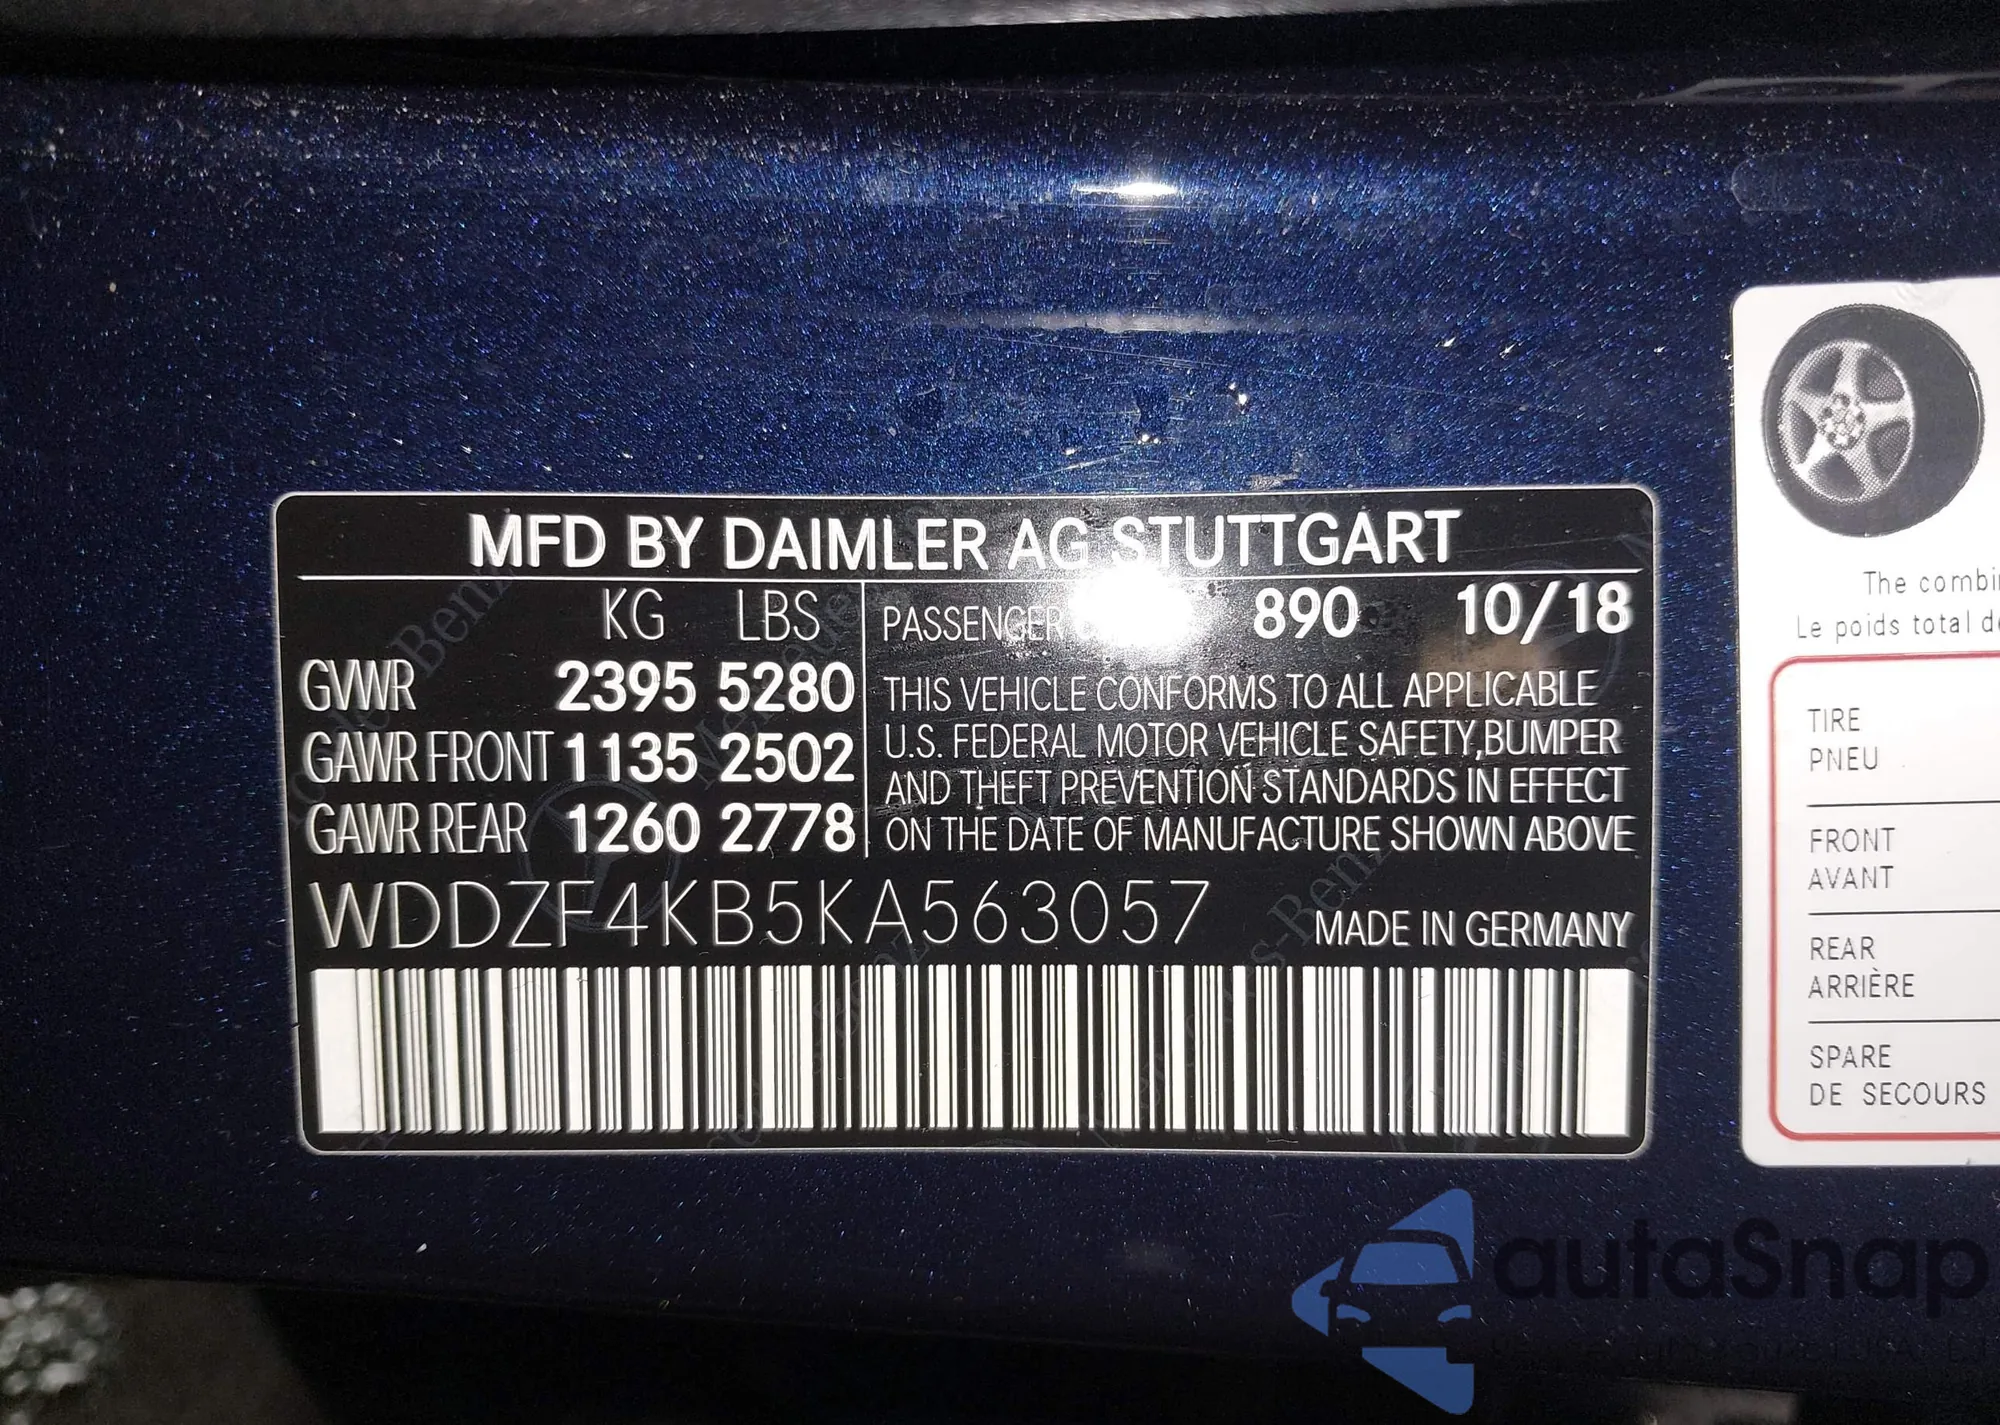 MFD BY DAIMLER AG STUTTGART
KG LBS
GVWR 2395 5280
GAWR FRONT 1135 2502
GAWR REAR 1260 2778
PASSENGER 890 10/18
THIS VEHICLE CONFORMS TO ALL APPLICABLE
U.S. FEDERAL MOTOR VEHICLE SAFETY, BUMPER
AND THEFT PREVENTION STANDARDS IN EFFECT
ON THE DATE OF MANUFACTURE SHOWN ABOVE
WDDZF4KB5KA563057
MADE IN GERMANY
The combi
Le poids total de
TIRE
PNEU
FRONT
AVANT
REAR
ARRIÈRE
SPARE
DE SECOURS
autaSnap